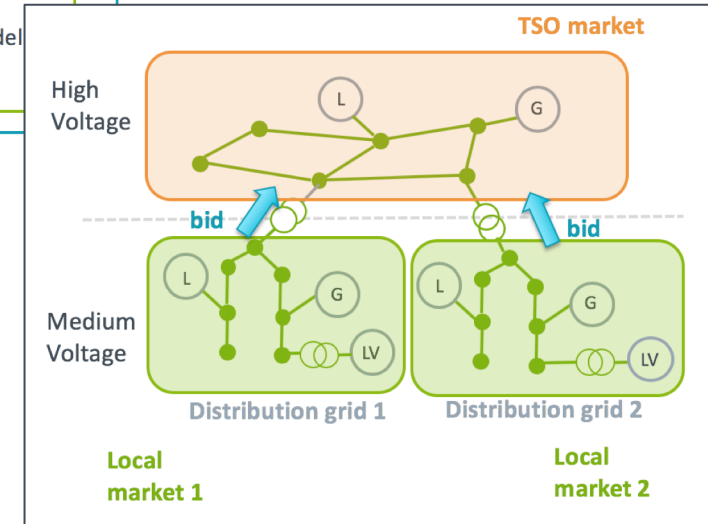 del
TSO market
High
Voltage
L
G
bid
bid
L
G
LV
L
G
LV
Medium
Voltage
Distribution grid 1
Distribution grid 2
Local
market 1
Local
market 2